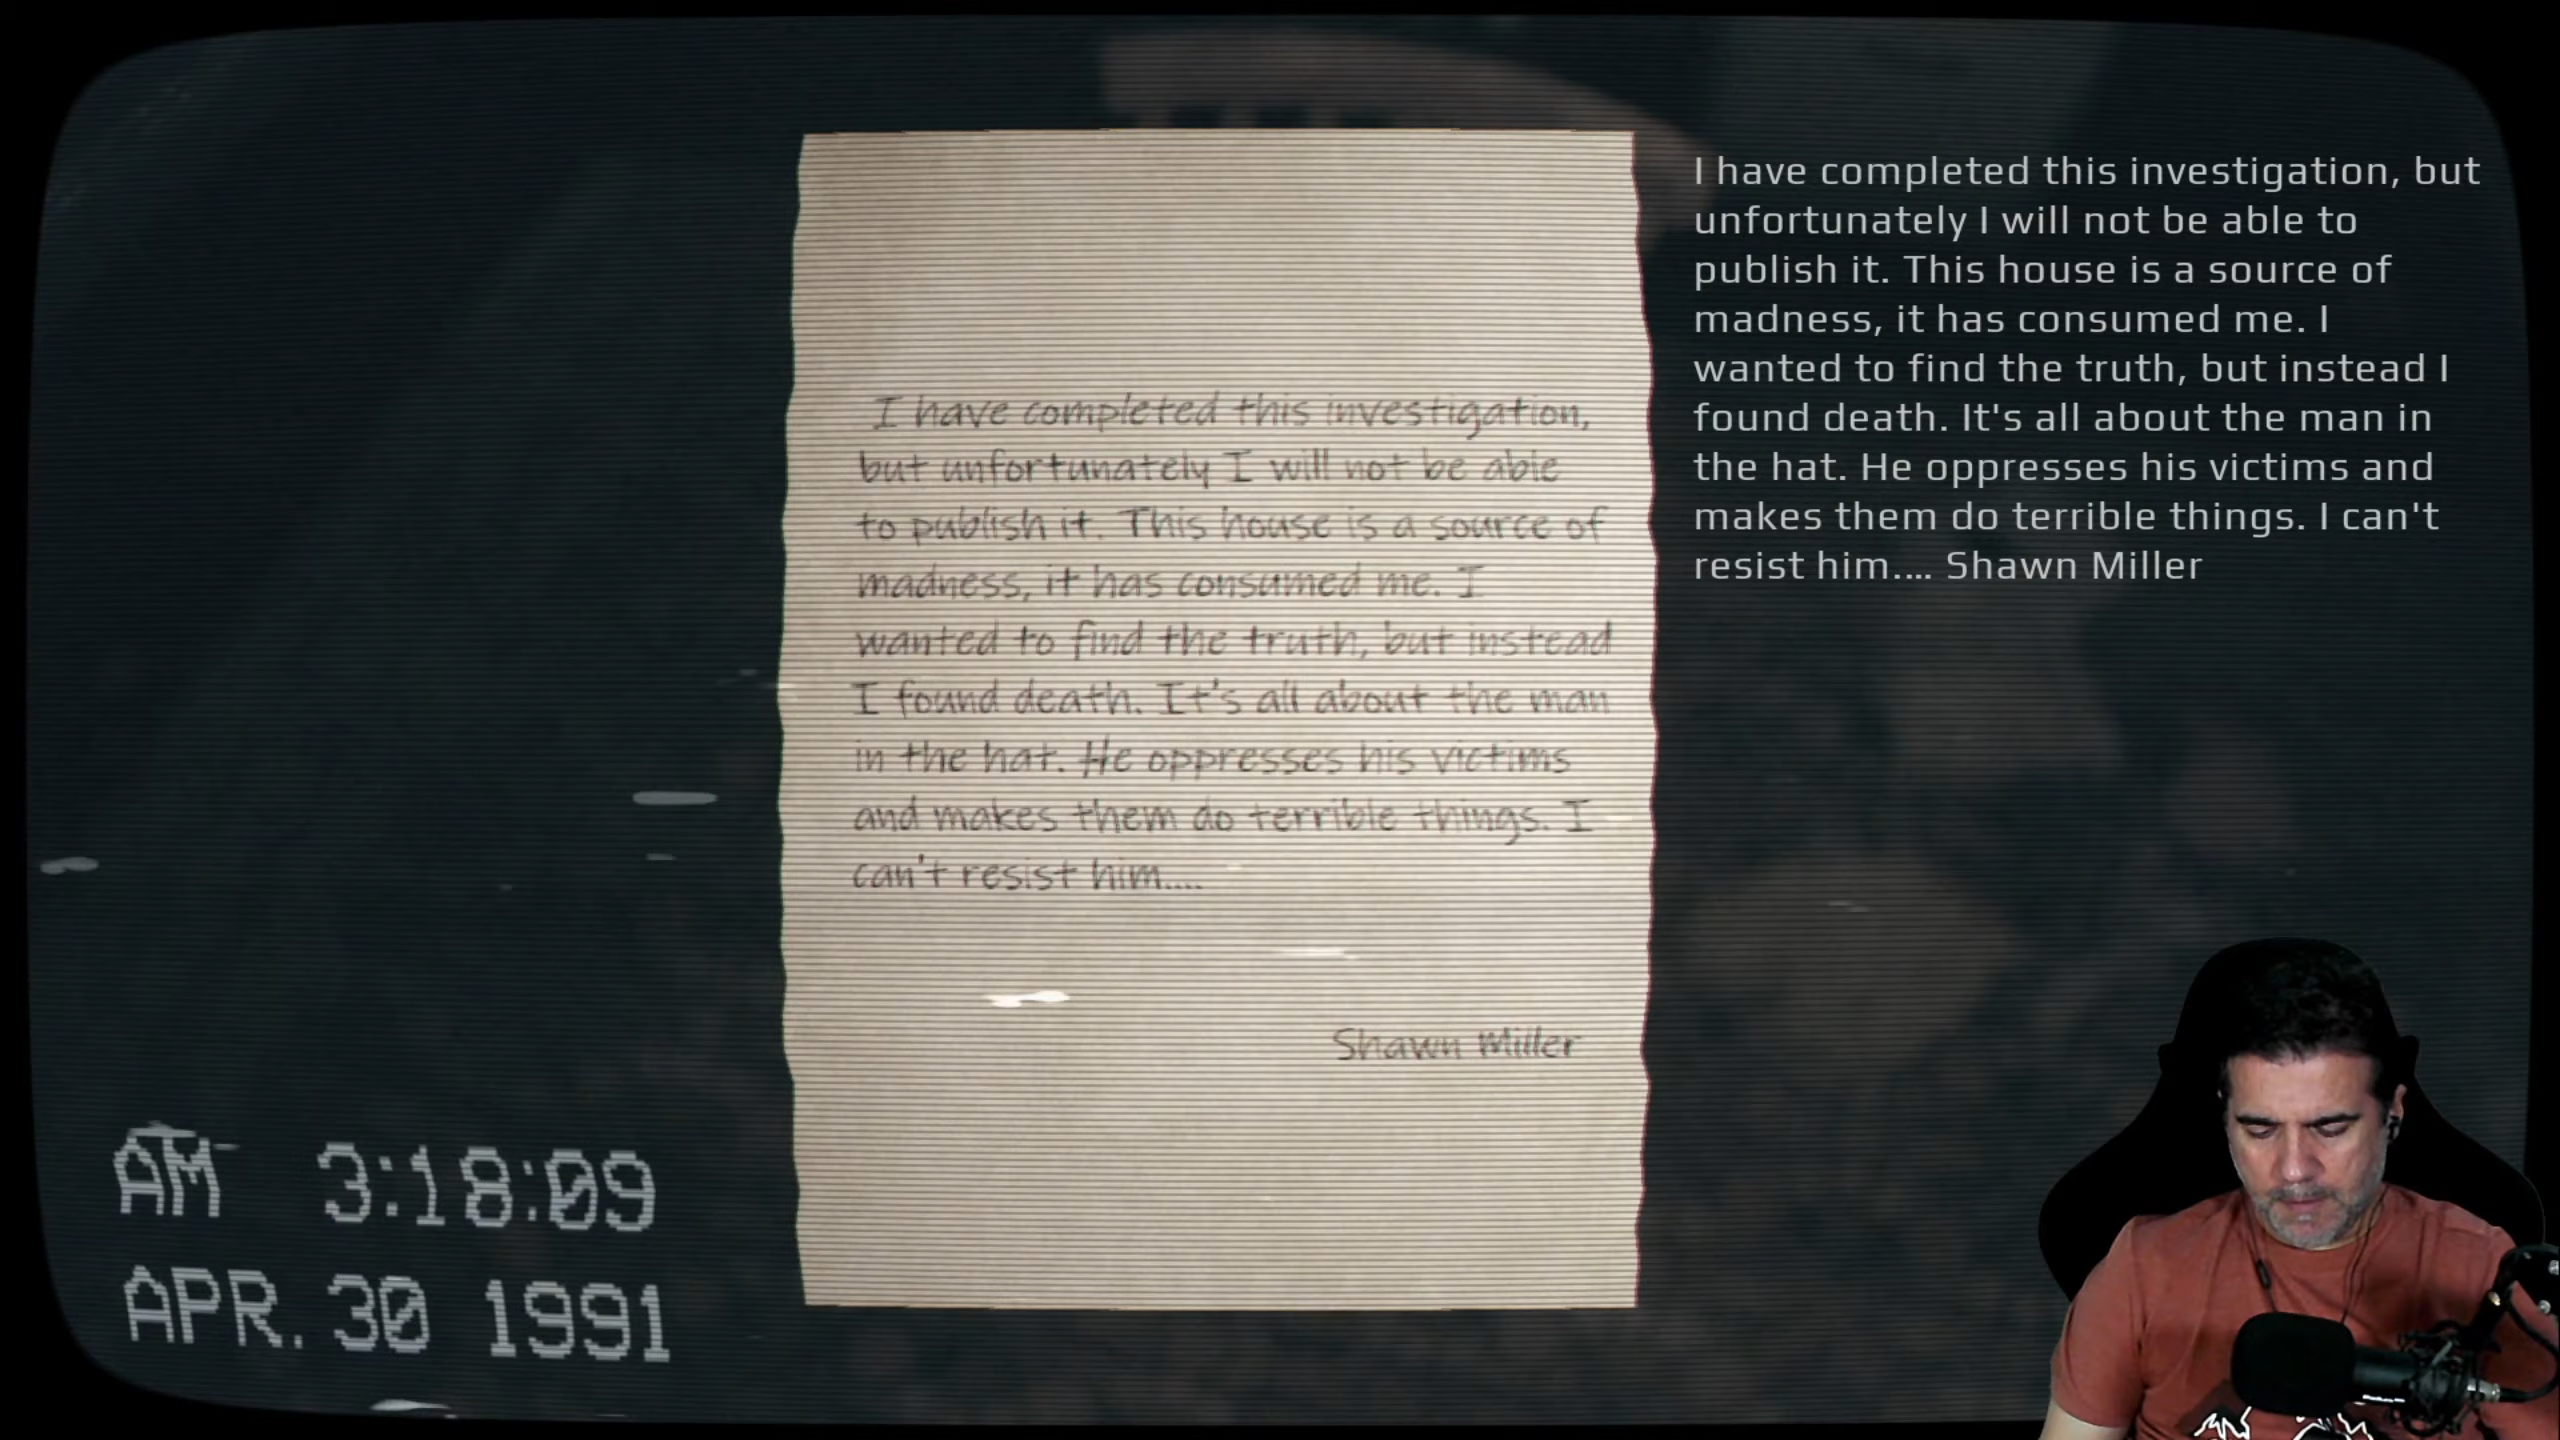 I have completed this investigation,
but unfortunately I will not be able
to publish it. This house is a source of
madness, it has consumed me. I
wanted to find the truth, but instead
I found death. It's all about the man
in the hat. He oppresses his victims
and makes them do terrible things. I
can't resist him....
Shawn Miller
I have completed this investigation, but
unfortunately I will not be able to
publish it. This house is a source of
madness, it has consumed me. I
wanted to find the truth, but instead I
found death. It's all about the man in
the hat. He oppresses his victims and
makes them do terrible things. I can't
resist him.... Shawn Miller
AM 3:18:09
APR. 30 1991